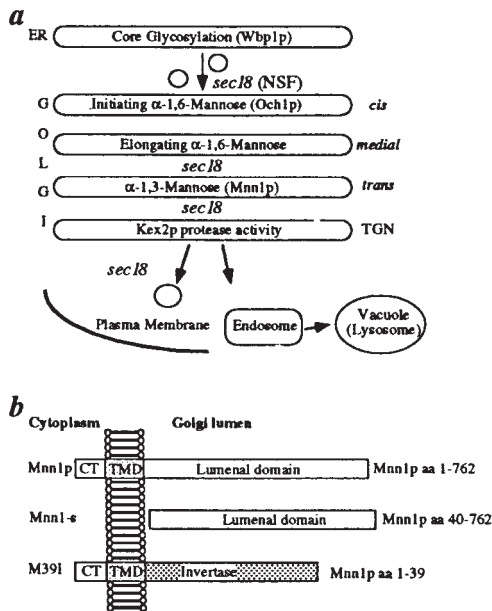 a
ER Core Glycosylation (Wbp1p)
sec18 (NSF)
G Initiating α-1,6-Mannose (Och1p) cis
O Elongating α-1,6-Mannose medial
L sec18
G α-1,3-Mannose (Mnn1p) trans
sec18
I Kex2p protease activity TGN
sec18
Plasma Membrane Endosome Vacuole
(Lysosome)
b
Cytoplasm Golgi lumen
Mnn1p CT TMD Lumenal domain Mnn1p aa 1-762
Mnn1-s Lumenal domain Mnn1p aa 40-762
M39I CT TMD Invertase Mnn1p aa 1-39